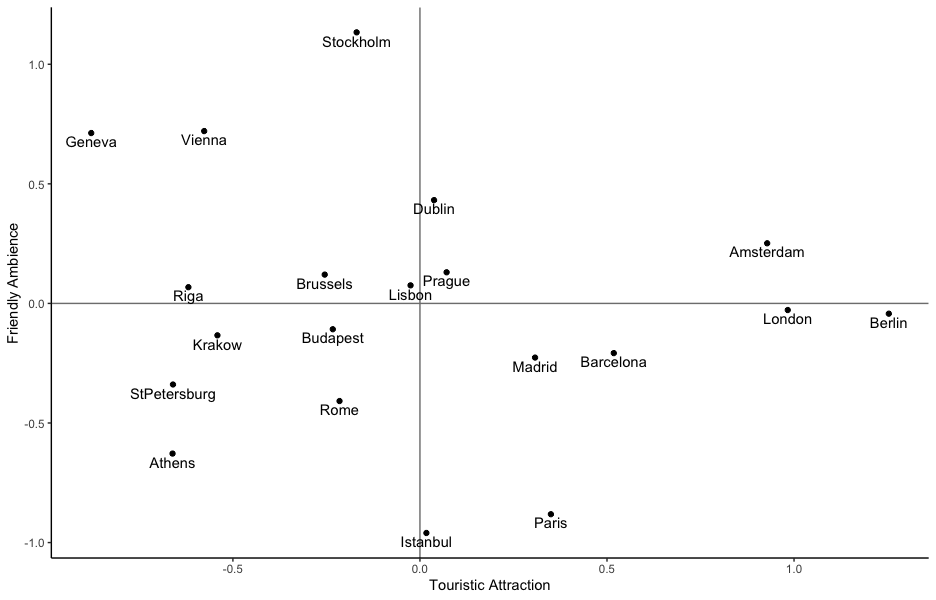 Stockholm
1.0
Geneva
Vienna
0.5
Dublin
Amsterdam
Friendly Ambience
Brussels
Prague
Riga
Lisbon
0.0
London
Berlin
Krakow
Budapest
Madrid
Barcelona
StPetersburg
Rome
-0.5
Athens
Paris
-1.0
Istanbul
-0.5
0.0
0.5
1.0
Touristic Attraction